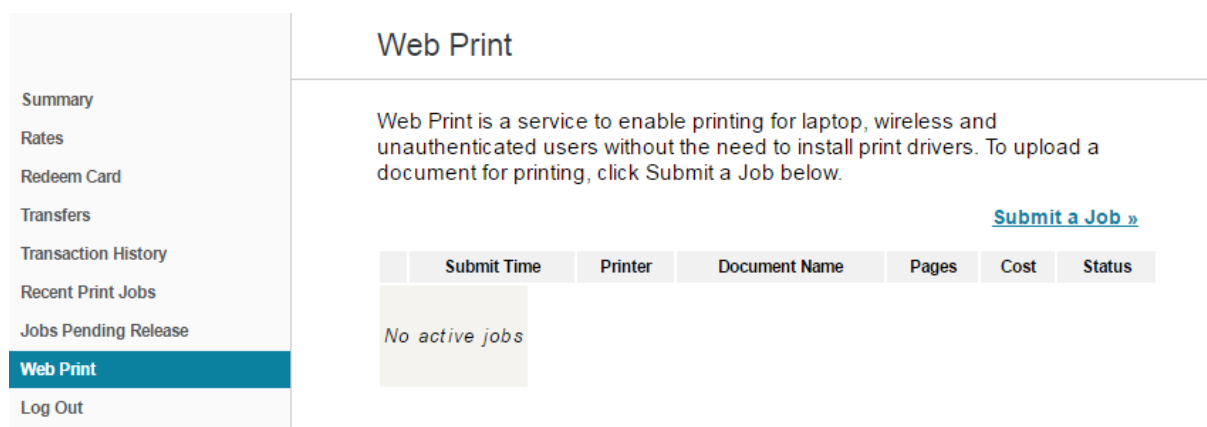 Web Print
Summary
Rates
Redeem Card
Transfers
Transaction History
Recent Print Jobs
Jobs Pending Release
Web Print
Log Out
Web Print is a service to enable printing for laptop, wireless and
unauthenticated users without the need to install print drivers. To upload a
document for printing, click Submit a Job below.
Submit a Job »
Submit Time Printer Document Name Pages Cost Status
No active jobs